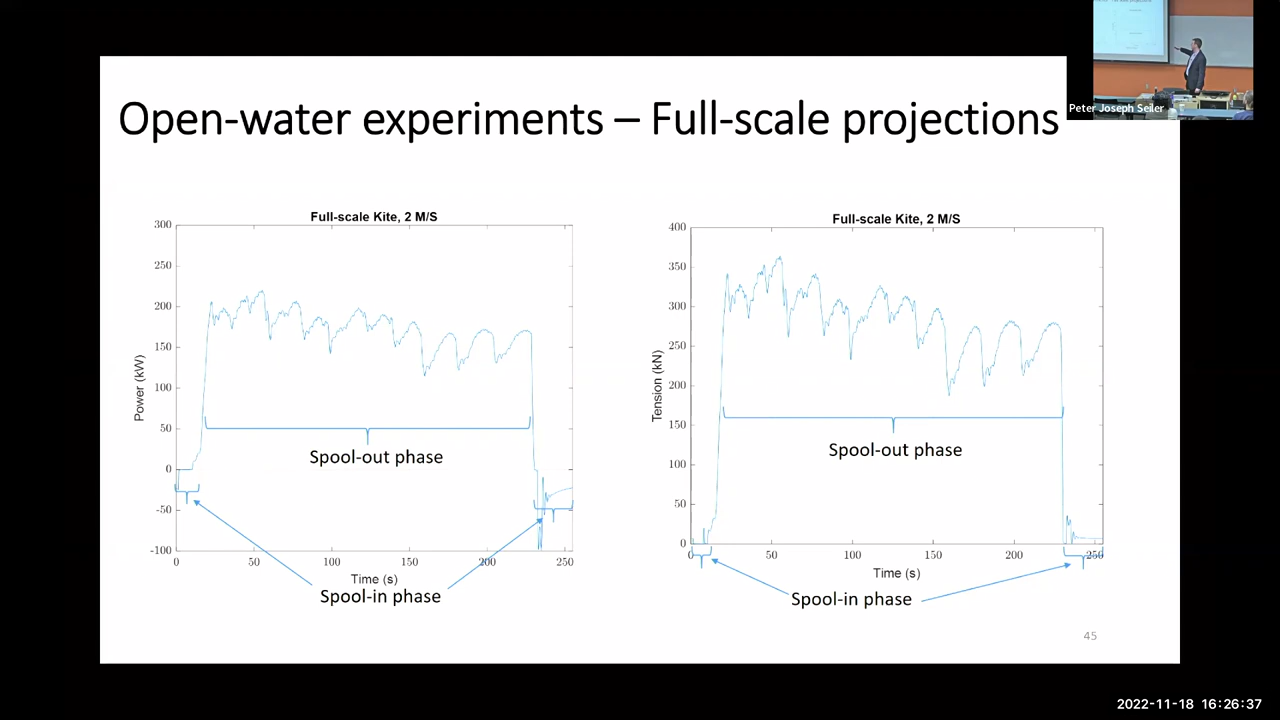 Peter Joseph Seiler
Open-water experiments – Full-scale projections
Full-scale Kite, 2 M/S
300
250
200
150
100
50
0
-50
-100
Power (kW)
0 50 100 150 200 250
Time (s)
Spool-out phase
Spool-in phase
Full-scale Kite, 2 M/S
400
350
300
250
200
150
100
50
0
Tension (kN)
0 50 100 150 200 250
Time (s)
Spool-out phase
Spool-in phase
45
2022-11-18 16:26:37